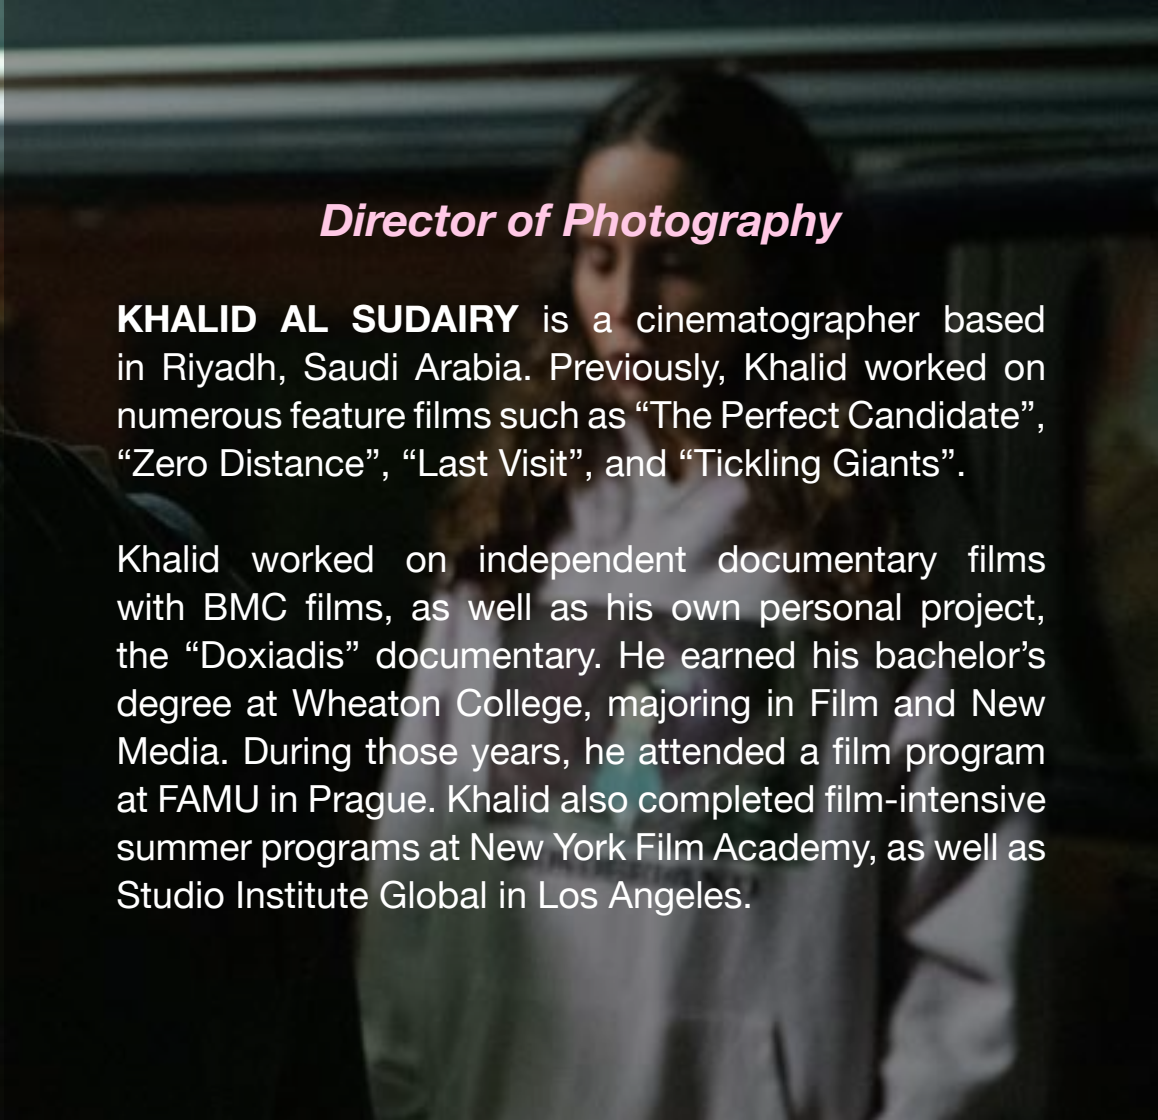 Director of Photography
KHALID AL SUDAIRY is a cinematographer based
in Riyadh, Saudi Arabia. Previously, Khalid worked on
numerous feature films such as “The Perfect Candidate”,
“Zero Distance”, “Last Visit”, and “Tickling Giants”.
Khalid worked on independent documentary films
with BMC films, as well as his own personal project,
the “Doxiadis” documentary. He earned his bachelor’s
degree at Wheaton College, majoring in Film and New
Media. During those years, he attended a film program
at FAMU in Prague. Khalid also completed film-intensive
summer programs at New York Film Academy, as well as
Studio Institute Global in Los Angeles.